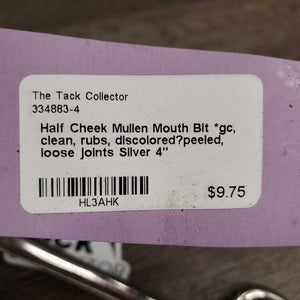 The Tack Collector
334883-4
Half Cheek Mullen Mouth Bit *gc,
clean, rubs, discolored?peeled,
loose joints Silver 4"
HL3AHK
$9.75